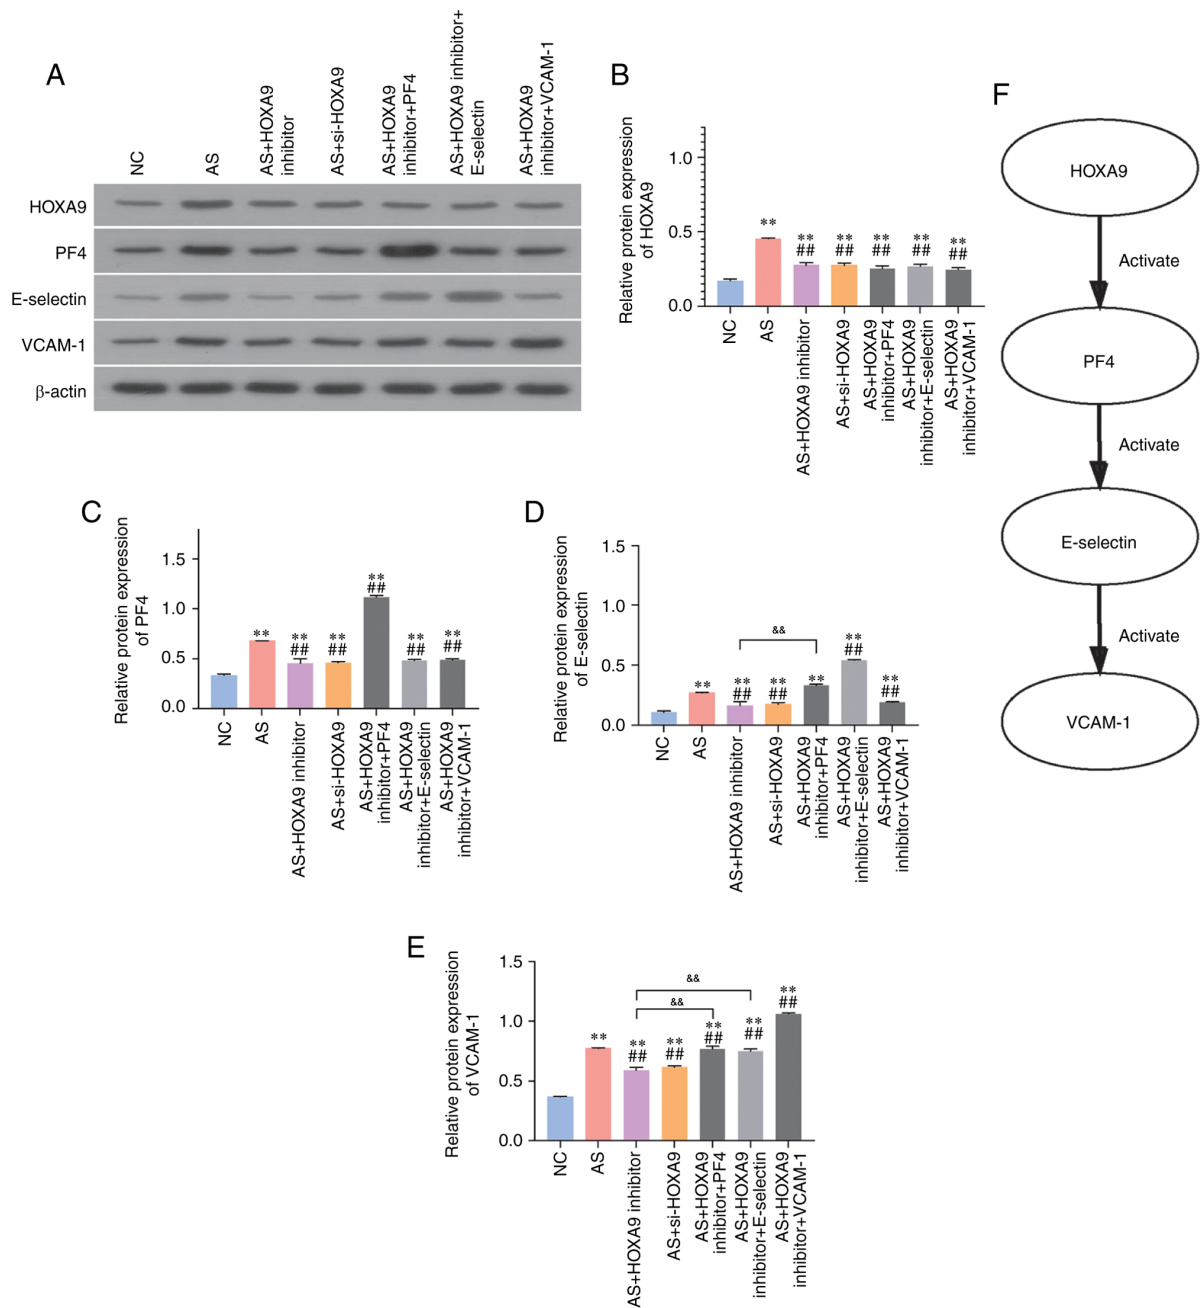 A
NC
AS
AS+HOXA9
inhibitor
AS+si-HOXA9
AS+HOXA9
inhibitor+PF4
AS+HOXA9 inhibitor+
E-selectin
AS+HOXA9
inhibitor+VCAM-1
HOXA9
PF4
E-selectin
VCAM-1
β-actin
B
Relative protein expression
of HOXA9
1.0
0.5
0.0
**
**
##
**
##
**
##
**
##
**
##
NC
AS
AS+HOXA9 inhibitor
AS+si-HOXA9
AS+HOXA9
inhibitor+PF4
AS+HOXA9
inhibitor+E-selectin
AS+HOXA9
inhibitor+VCAM-1
F
HOXA9
Activate
PF4
Activate
E-selectin
Activate
VCAM-1
C
Relative protein expression
of PF4
1.5
1.0
0.5
0.0
**
**
##
**
##
**
##
**
##
**
##
NC
AS
AS+HOXA9 inhibitor
AS+si-HOXA9
AS+HOXA9
inhibitor+PF4
AS+HOXA9
inhibitor+E-selectin
AS+HOXA9
inhibitor+VCAM-1
D
Relative protein expression
of E-selectin
1.5
1.0
0.5
0.0
&&
**
**
##
**
##
**
**
##
**
##
NC
AS
AS+HOXA9 inhibitor
AS+si-HOXA9
AS+HOXA9
inhibitor+PF4
AS+HOXA9
inhibitor+E-selectin
AS+HOXA9
inhibitor+VCAM-1
E
Relative protein expression
of VCAM-1
1.5
1.0
0.5
0.0
&&
&&
**
**
##
**
##
**
##
**
##
**
##
NC
AS
AS+HOXA9 inhibitor
AS+si-HOXA9
AS+HOXA9
inhibitor+PF4
AS+HOXA9
inhibitor+E-selectin
AS+HOXA9
inhibitor+VCAM-1